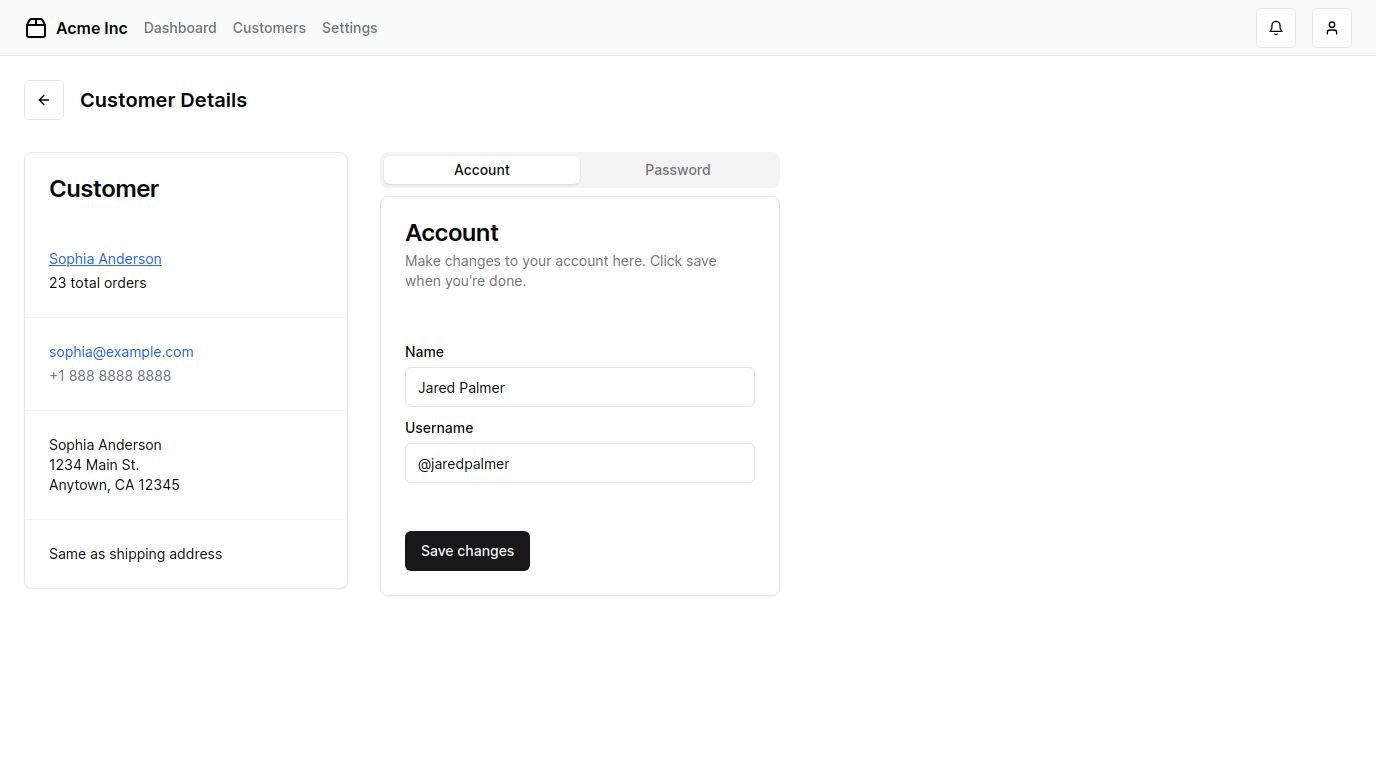 Acme Inc
Dashboard
Customers
Settings
Customer Details
Customer
Sophia Anderson
23 total orders
sophia@example.com
+1 888 8888 8888
Sophia Anderson
1234 Main St.
Anytown, CA 12345
Same as shipping address
Account
Password
Account
Make changes to your account here. Click save
when you're done.
Name
Jared Palmer
Username
@jaredpalmer
Save changes